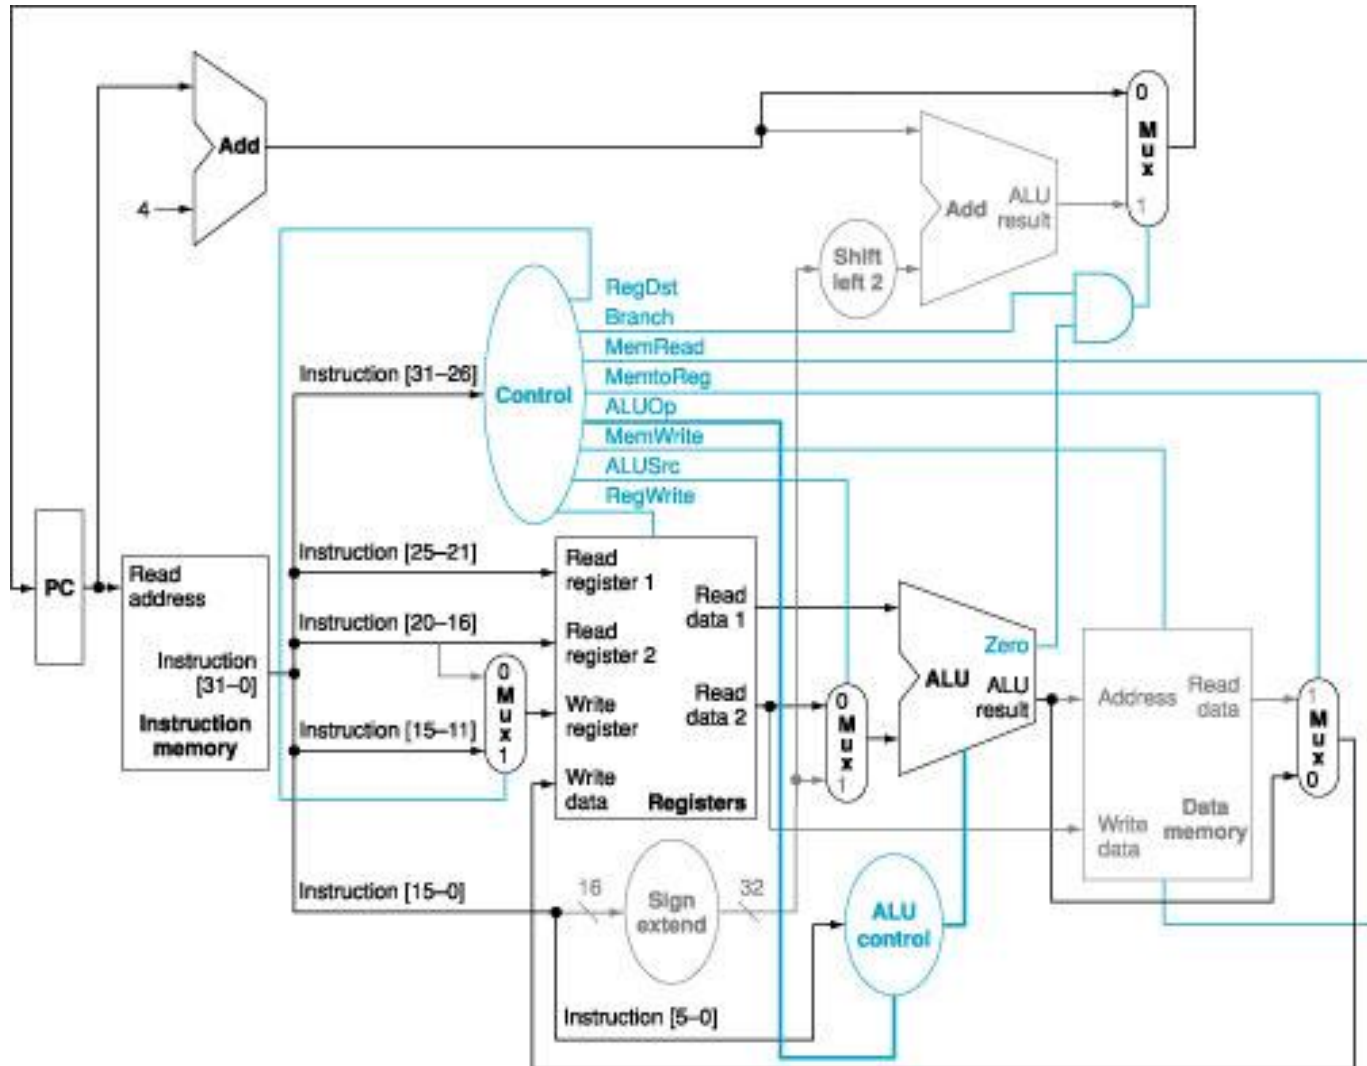 0
M
u
x
1
Add
4
Add
ALU
result
Shift
left 2
RegDst
Branch
MemRead
MemtoReg
ALUOp
MemWrite
ALUSrc
RegWrite
Instruction [31–26]
Control
Instruction [25–21]
Instruction [20–16]
Instruction [15–11]
Instruction [15–0]
Instruction [5–0]
PC
Read
address
Instruction
[31–0]
Instruction
memory
0
M
u
x
1
Read
register 1
Read
register 2
Write
register
Write
data
Read
data 1
Read
data 2
Registers
0
M
u
x
1
Zero
ALU
ALU
result
Address
Read
data
Write
data
Data
memory
1
M
u
x
0
16
Sign
extend
32
ALU
control